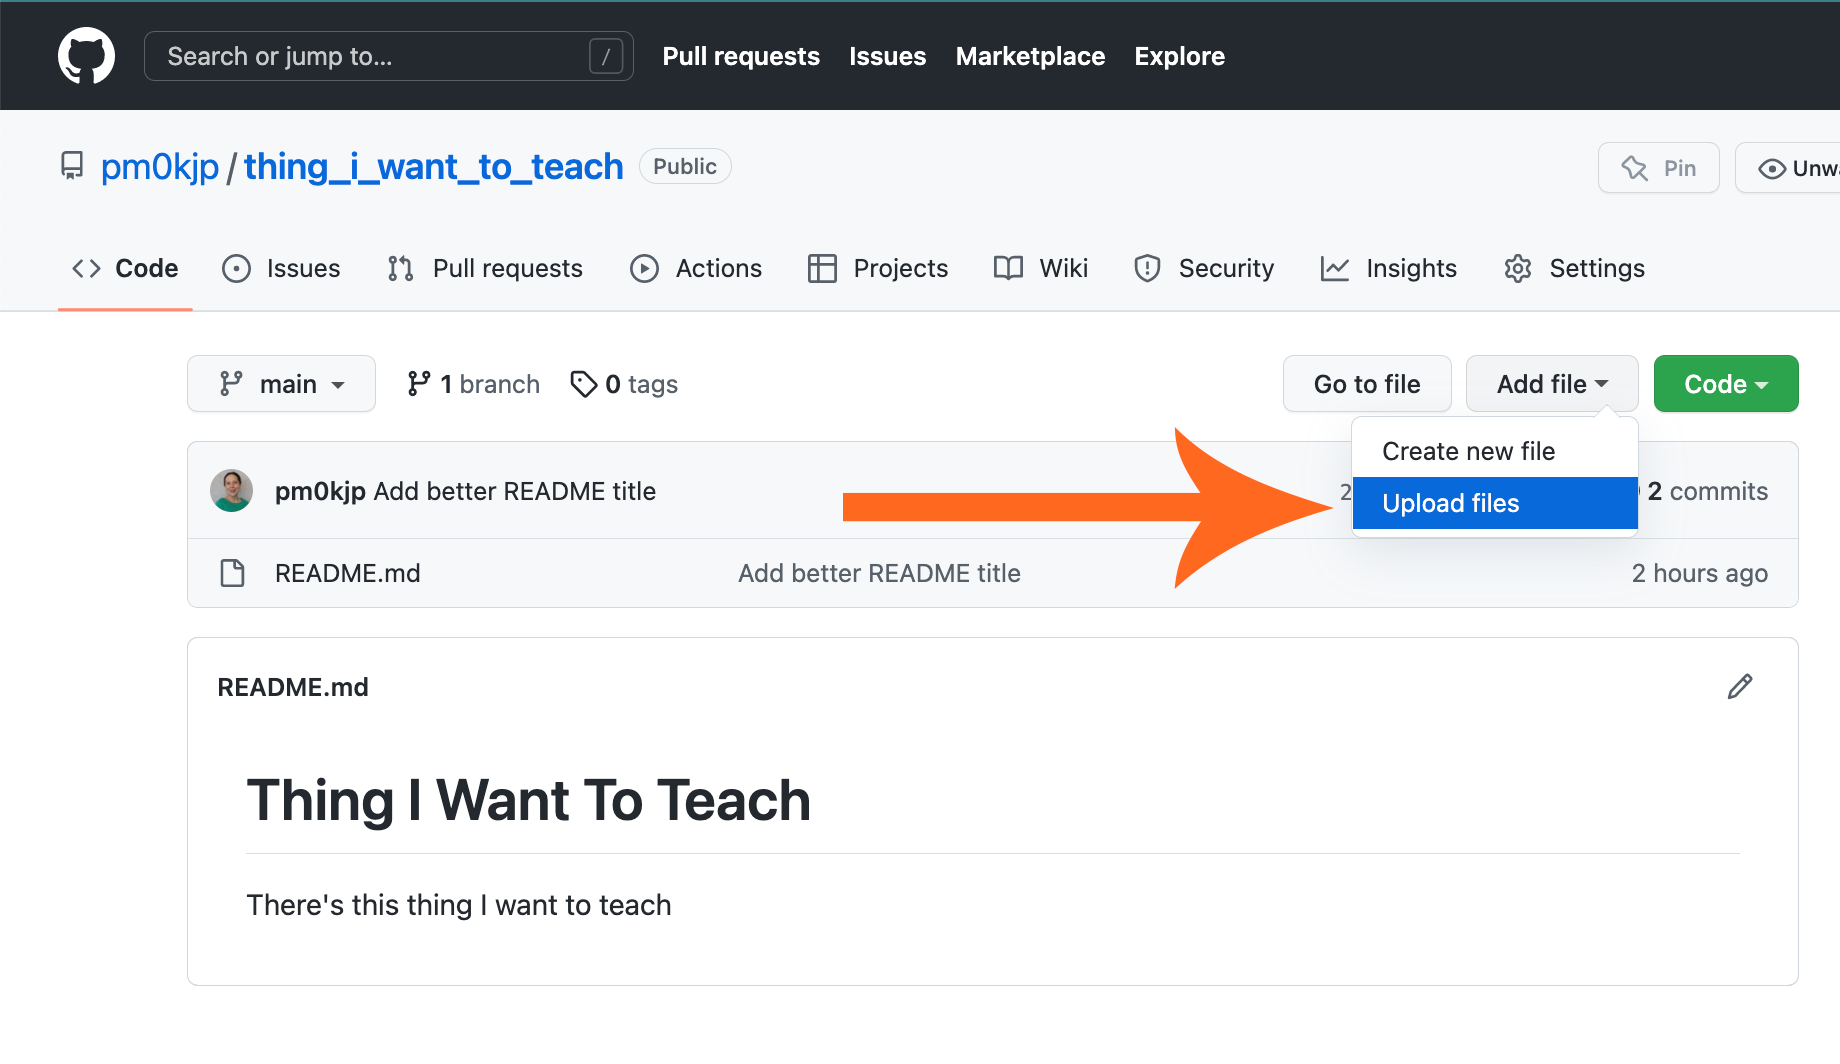 Search or jump to... / Pull requests Issues Marketplace Explore
pm0kjp / thing_i_want_to_teach Public Pin
Code Issues Pull requests Actions Projects Wiki Security Insights Settings
main 1 branch 0 tags Go to file Add file Code
Create new file
pm0kjp Add better README title 2 commits
Upload files
README.md Add better README title 2 hours ago
README.md
Thing I Want To Teach
There's this thing I want to teach